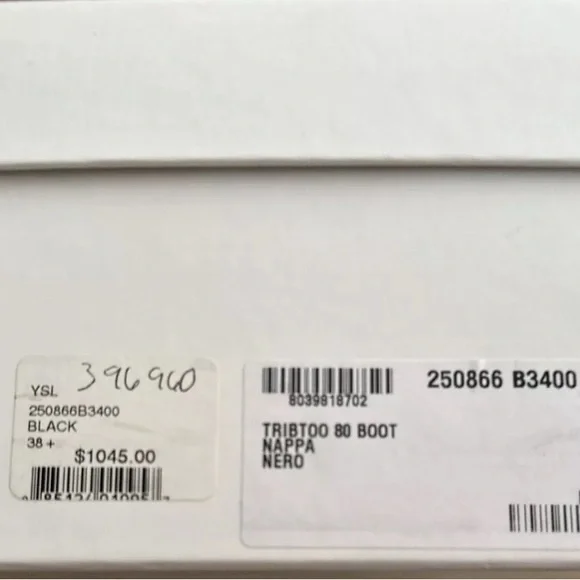 396960
YSL
250866B3400
BLACK
38 +
$1045.00
250866 B3400
8039818702
TRIBTOO 80 BOOT
NAPPA
NERO